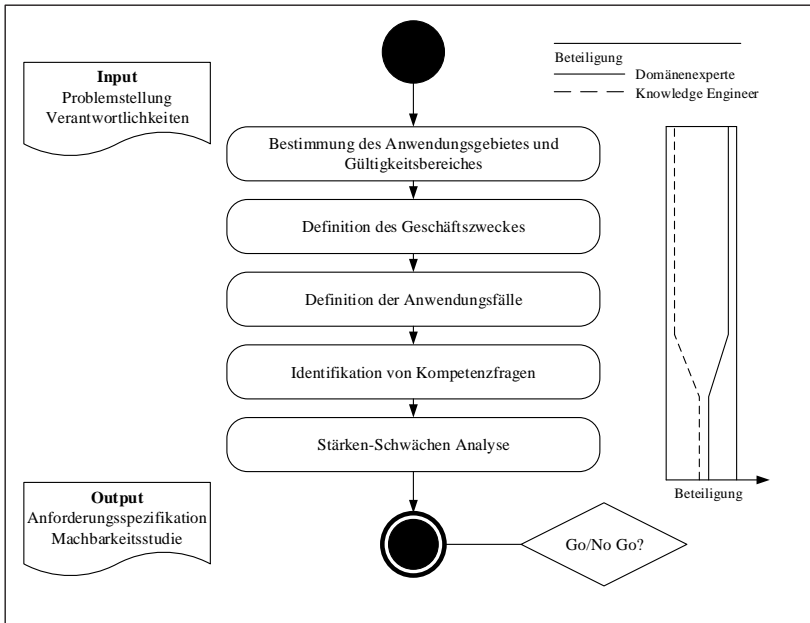 Input
Problemstellung
Verantwortlichkeiten
Beteiligung
Domänenexperte
Knowledge Engineer
Bestimmung des Anwendungsgebietes und
Gültigkeitsbereiches
Definition des Geschäftszweckes
Definition der Anwendungsfälle
Identifikation von Kompetenzfragen
Stärken-Schwächen Analyse
Output
Anforderungsspezifikation
Machbarkeitsstudie
Beteiligung
Go/No Go?